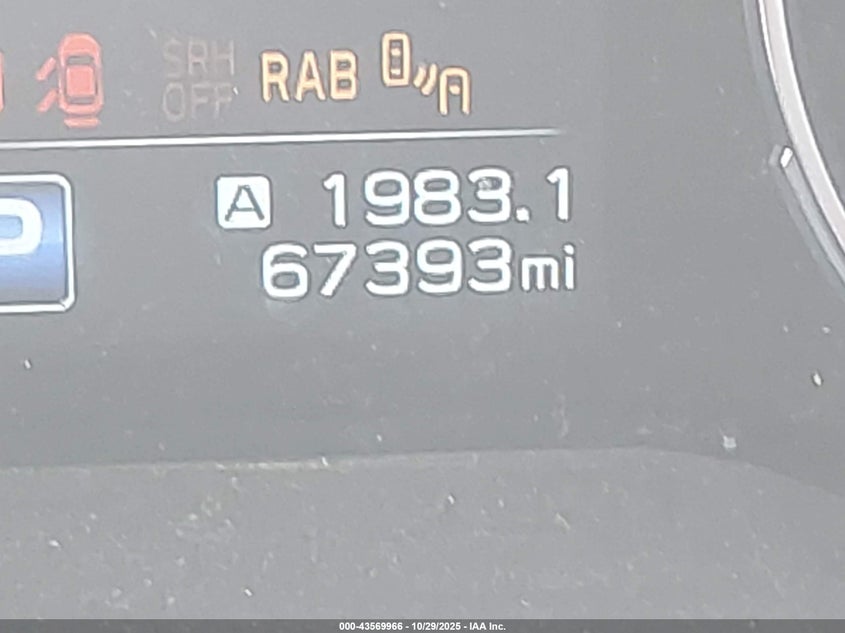 SRH
OFF
RAB
P
A 1983.1
67393mi
000-43569966 - 10/29/2025 - IAA Inc.